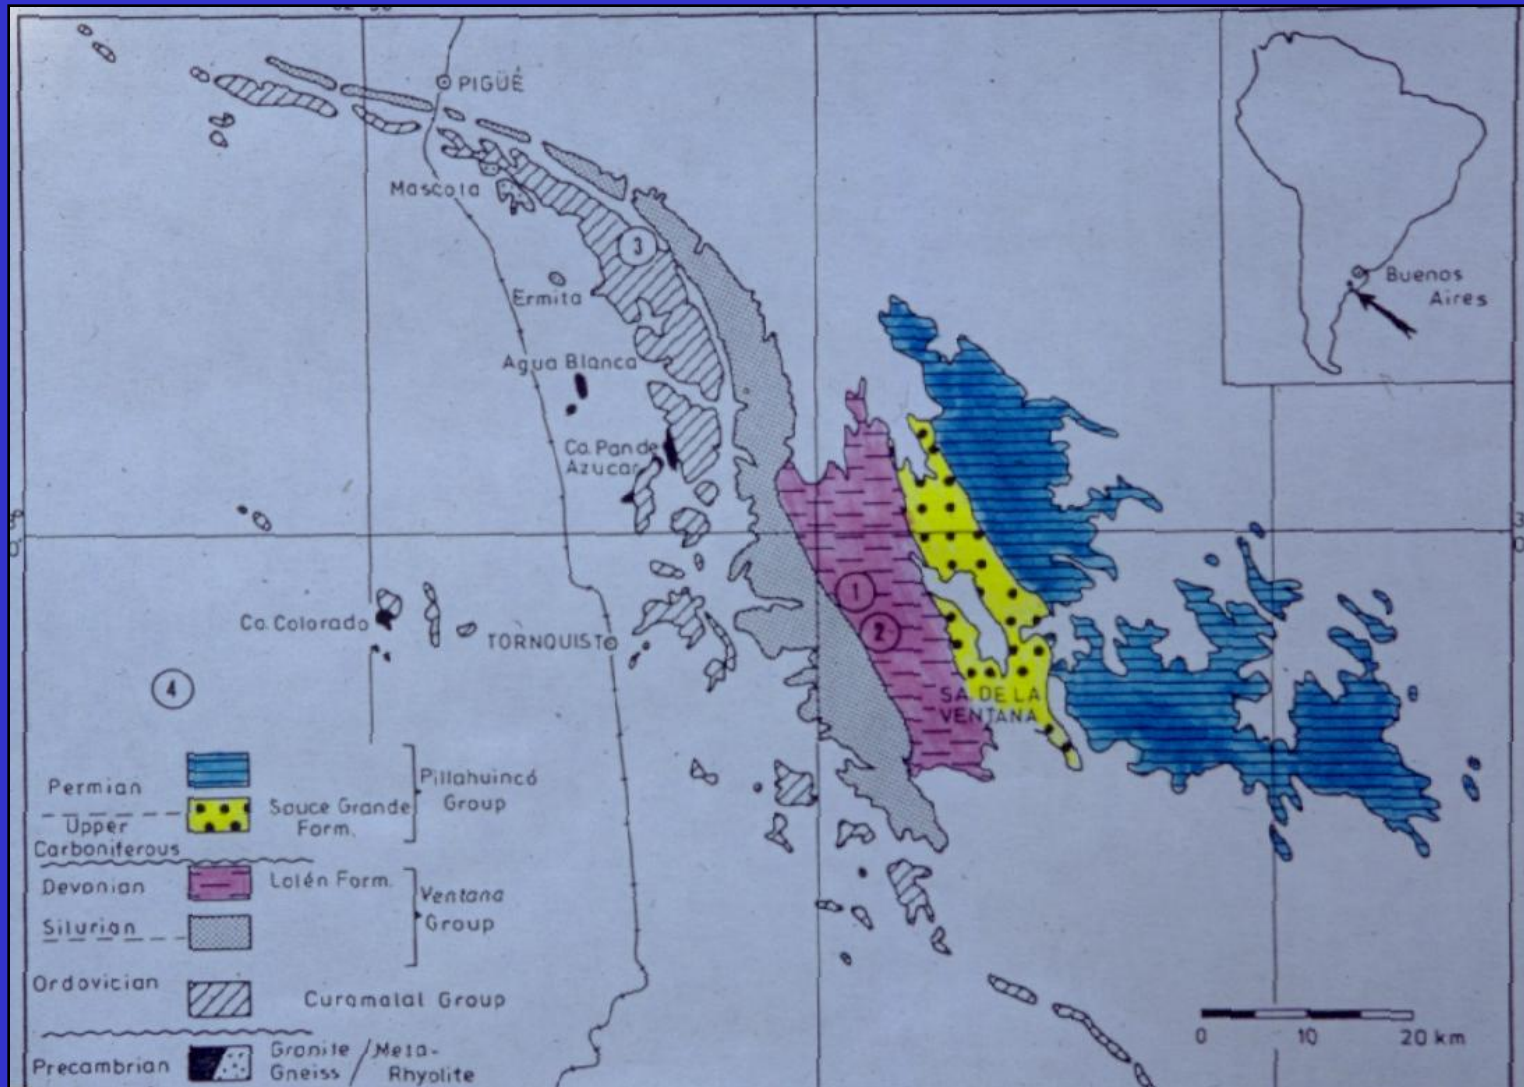 PIGÜÉ
Mascota
3
Ermita
Buenos
Aires
Agua Blanca
Co. Pan de
Azucar
1
2
Co. Colorado
TORNQUIST
4
SA. DE LA
VENTANA
Permian
Upper
Carboniferous
Sauce Grande
Form.
Pillahuincó
Group
Devonian
Lolén Form.
Silurian
Ventana
Group
Ordovician
Curamalal Group
Precambrian
Granite
Gneiss
/Meta-
Rhyolite
0 10 20 km